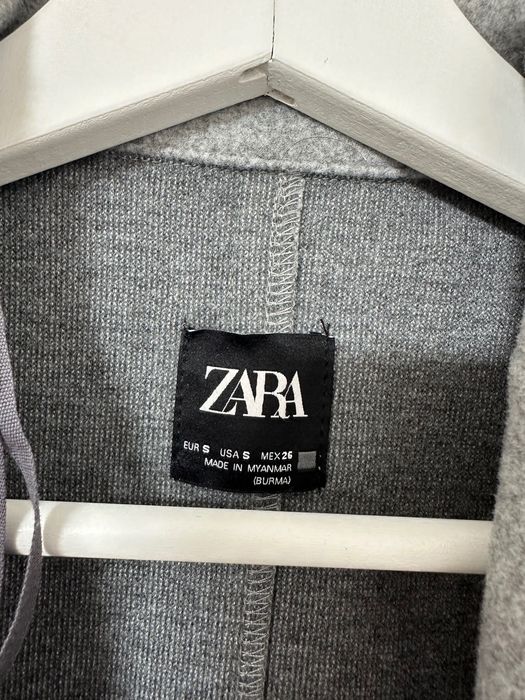 ZARA
EUR S USA S MEX 26
MADE IN MYANMAR
(BURMA)